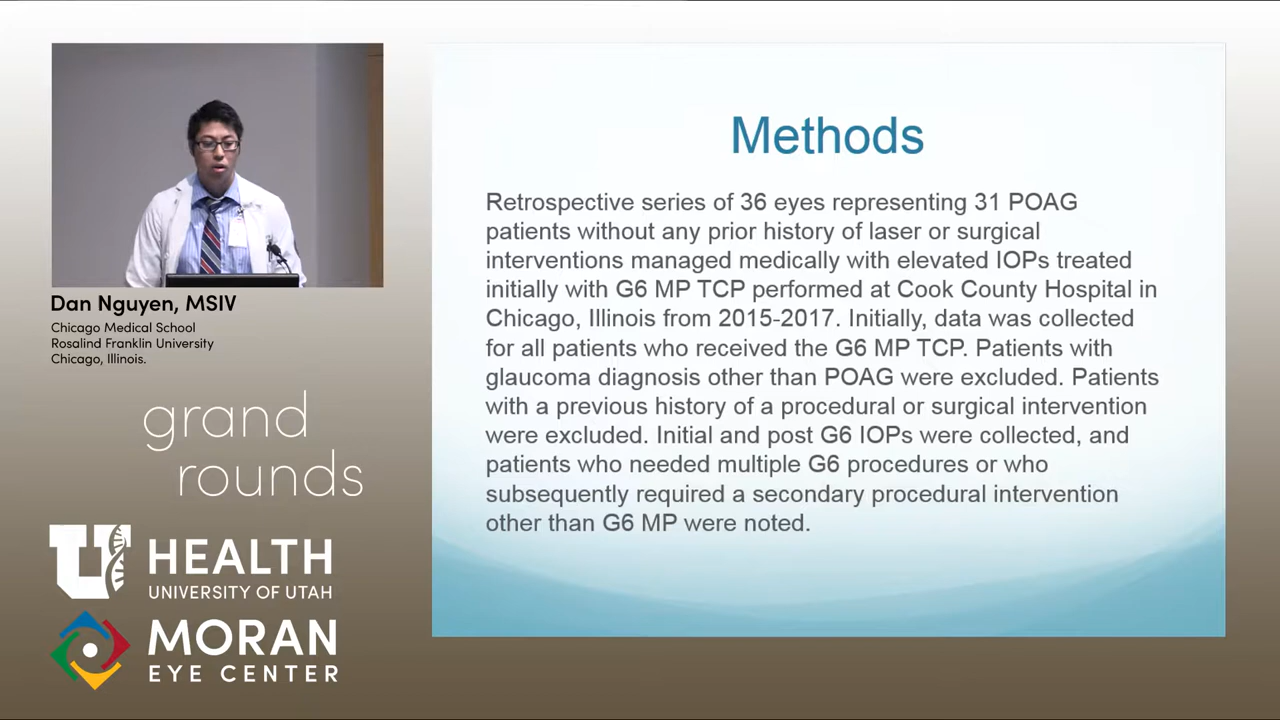 Dan Nguyen, MSIV
Chicago Medical School
Rosalind Franklin University
Chicago, Illinois.
grand
rounds
U HEALTH
UNIVERSITY OF UTAH
MORAN
EYE CENTER
Methods
Retrospective series of 36 eyes representing 31 POAG
patients without any prior history of laser or surgical
interventions managed medically with elevated IOPs treated
initially with G6 MP TCP performed at Cook County Hospital in
Chicago, Illinois from 2015-2017. Initially, data was collected
for all patients who received the G6 MP TCP. Patients with
glaucoma diagnosis other than POAG were excluded. Patients
with a previous history of a procedural or surgical intervention
were excluded. Initial and post G6 IOPs were collected, and
patients who needed multiple G6 procedures or who
subsequently required a secondary procedural intervention
other than G6 MP were noted.